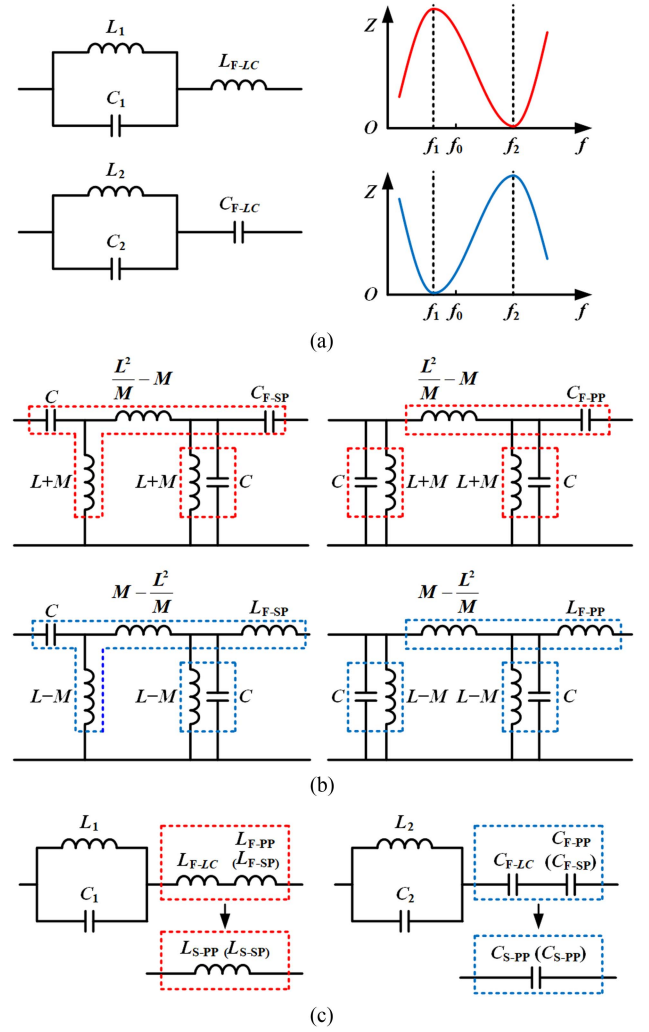 L1
C1
LF-LC
Z
O
f1 f0 f2 f
L2
C2
CF-LC
Z
O
f1 f0 f2 f
(a)
C
L²/M − M
CF-SP
L+M
L+M
C
L²/M − M
CF-PP
C
L+M
L+M
C
C
M − L²/M
LF-SP
L−M
L−M
C
M − L²/M
LF-PP
C
L−M
L−M
C
(b)
L1
C1
LF-LC
LF-PP
(LF-SP)
LS-PP (LS-SP)
L2
C2
CF-LC
CF-PP
(CF-SP)
CS-PP (CS-PP)
(c)